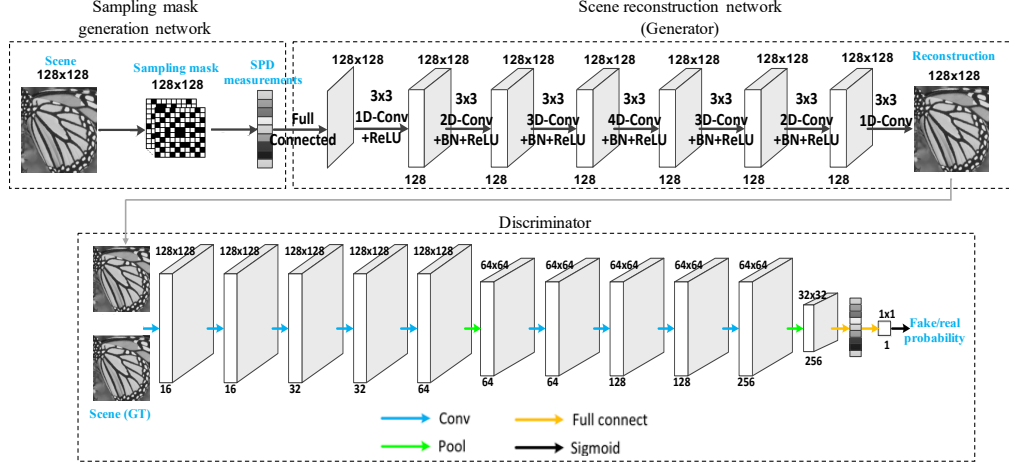 Sampling mask
generation network
Scene reconstruction network
(Generator)
Scene
128x128
Sampling mask
128x128
SPD
measurements
Full
Connected
128x128
3x3
1D-Conv
+ReLU
128x128
128
3x3
2D-Conv
+BN+ReLU
128x128
128
3x3
3D-Conv
+BN+ReLU
128x128
128
3x3
4D-Conv
+BN+ReLU
128x128
128
3x3
3D-Conv
+BN+ReLU
128x128
128
3x3
2D-Conv
+BN+ReLU
128x128
128
3x3
1D-Conv
Reconstruction
128x128
Discriminator
Scene (GT)
128x128
16
128x128
16
128x128
32
128x128
32
128x128
64
64x64
64
64x64
64
64x64
128
64x64
128
64x64
256
32x32
256
1x1
1
Fake/real
probability
Conv
Full connect
Pool
Sigmoid